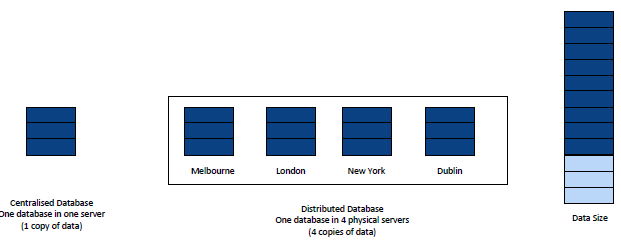 Melbourne
London
New York
Dublin
Centralised Database
One database in one server
(1 copy of data)
Distributed Database
One database in 4 physical servers
(4 copies of data)
Data Size